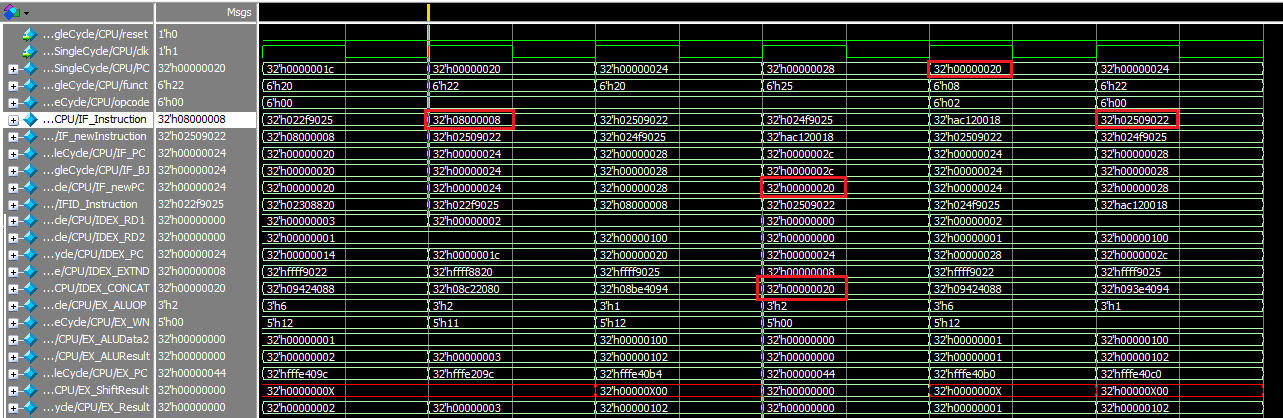 Msgs
...gleCycle/CPU/reset 1'h0
...SingleCycle/CPU/clk 1'h1
...SingleCycle/CPU/PC 32'h00000020 32'h0000001c 32'h00000020 32'h00000024 32'h00000028 32'h00000020 32'h00000024
...gleCycle/CPU/funct 6'h22 6'h20 6'h22 6'h20 6'h25 6'h08 6'h22
...eCycle/CPU/opcode 6'h00 6'h00 6'h02 6'h00
...CPU/IF_Instruction 32'h08000008 32'h022f9025 32'h08000008 32'h02509022 32'h024f9025 32'hac120018 32'h02509022
.../IF_newInstruction 32'h02509022 32'h08000008 32'h02509022 32'h024f9025 32'hac120018 32'h02509022 32'h024f9025
...leCycle/CPU/IF_PC 32'h00000024 32'h00000020 32'h00000024 32'h00000028 32'h0000002c 32'h00000024 32'h00000028
...gleCycle/CPU/IF_BJ 32'h00000024 32'h00000020 32'h00000024 32'h00000028 32'h0000002c 32'h00000024 32'h00000028
...cle/CPU/IF_newPC 32'h00000024 32'h00000020 32'h00000024 32'h00000028 32'h00000020 32'h00000024 32'h00000028
.../IFID_Instruction 32'h022f9025 32'h02308820 32'h022f9025 32'h08000008 32'h02509022 32'h024f9025 32'hac120018
...cle/CPU/IDEX_RD1 32'h00000000 32'h00000003 32'h00000002 32'h00000000 32'h00000002
...cle/CPU/IDEX_RD2 32'h00000000 32'h00000001 32'h00000100 32'h00000000 32'h00000001 32'h00000100
...ycle/CPU/IDEX_PC 32'h00000024 32'h00000014 32'h0000001c 32'h00000020 32'h00000024 32'h00000028 32'h0000002c
...e/CPU/IDEX_EXTND 32'h00000008 32'hffff9022 32'hffff8820 32'hffff9025 32'h00000008 32'hffff9022 32'hffff9025
...CPU/IDEX_CONCAT 32'h00000020 32'h09424088 32'h08c22080 32'h08be4094 32'h00000020 32'h09424088 32'h093e4094
...cle/CPU/EX_ALUOP 3'h2 3'h6 3'h2 3'h1 3'h2 3'h6 3'h1
...eCycle/CPU/EX_WN 5'h00 5'h12 5'h11 5'h12 5'h00 5'h12
.../CPU/EX_ALUData2 32'h00000000 32'h00000001 32'h00000100 32'h00000000 32'h00000001 32'h00000100
.../CPU/EX_ALUResult 32'h00000000 32'h00000002 32'h00000003 32'h00000102 32'h00000000 32'h00000001 32'h00000102
...leCycle/CPU/EX_PC 32'h00000044 32'hfffe409c 32'hfffe209c 32'hfffe40b4 32'h00000044 32'hfffe40b0 32'hfffe40c0
...CPU/EX_ShiftResult 32'h00000000 32'h0000000X 32'h00000X00 32'h00000000 32'h0000000X 32'h00000X00
...ycle/CPU/EX_Result 32'h00000000 32'h00000002 32'h00000003 32'h00000102 32'h00000000 32'h00000001 32'h00000102